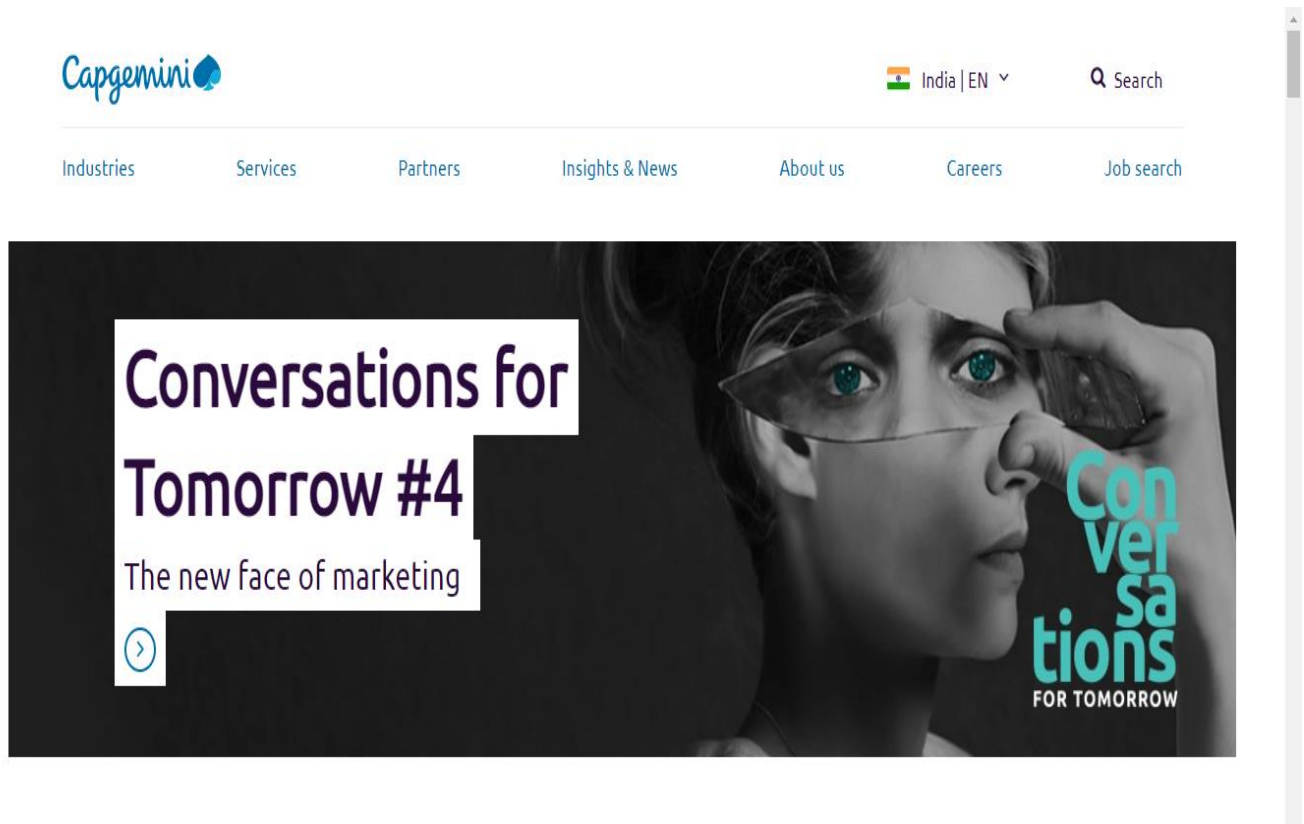 Capgemini
India | EN
Search
Industries Services Partners Insights & News About us Careers Job search
Conversations for
Tomorrow #4
The new face of marketing
Con
ver
sa
tions
FOR TOMORROW